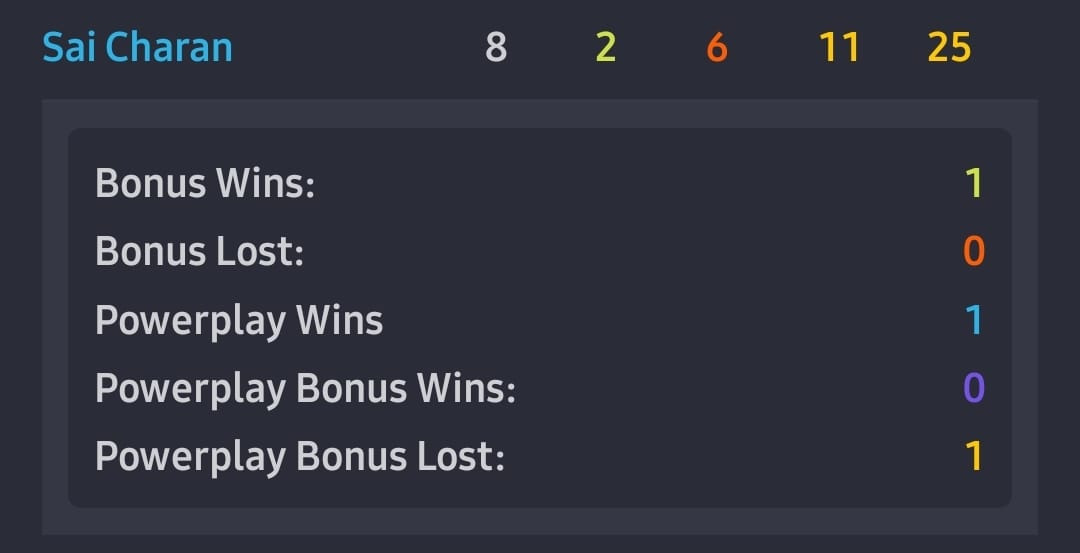 Sai Charan 8 2 6 11 25
Bonus Wins: 1
Bonus Lost: 0
Powerplay Wins 1
Powerplay Bonus Wins: 0
Powerplay Bonus Lost: 1